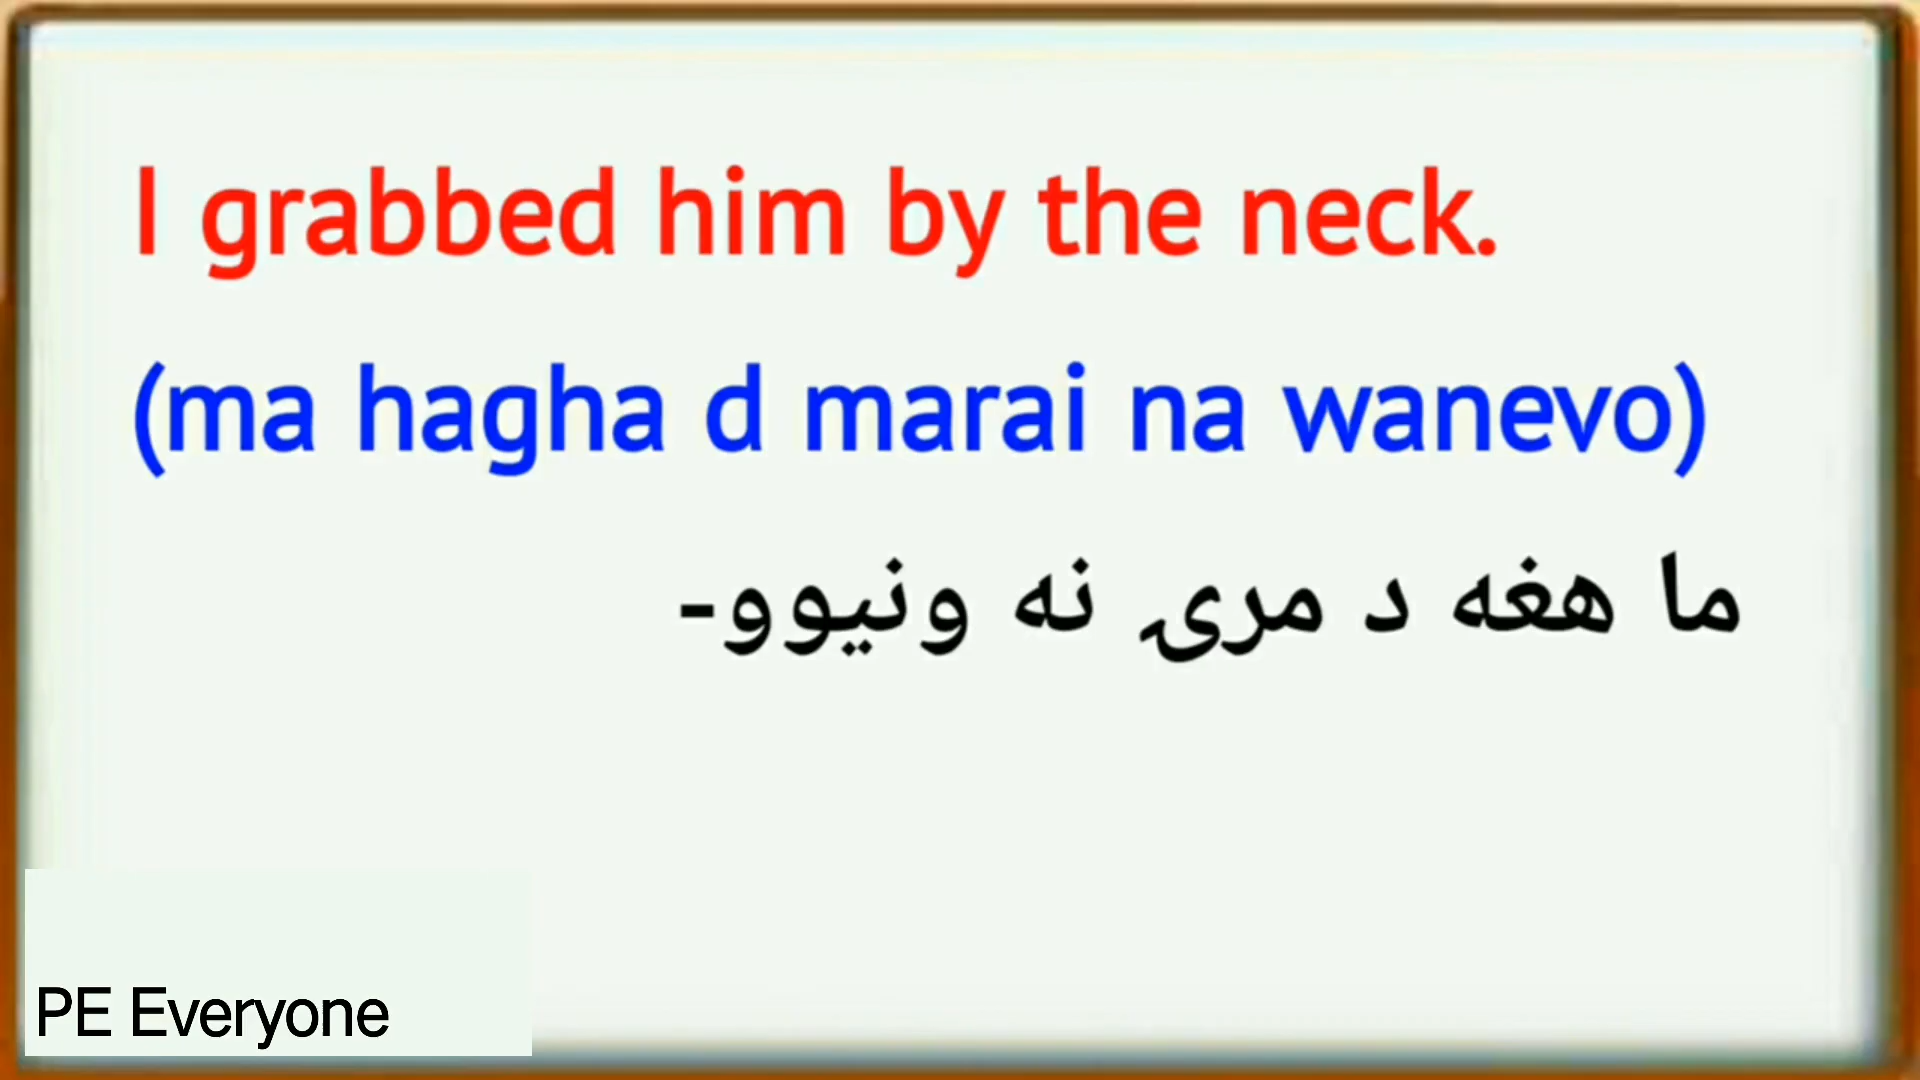 I grabbed him by the neck.
(ma hagha d marai na wanevo)
ما هغه د مرۍ نه ونیوو-
PE Everyone